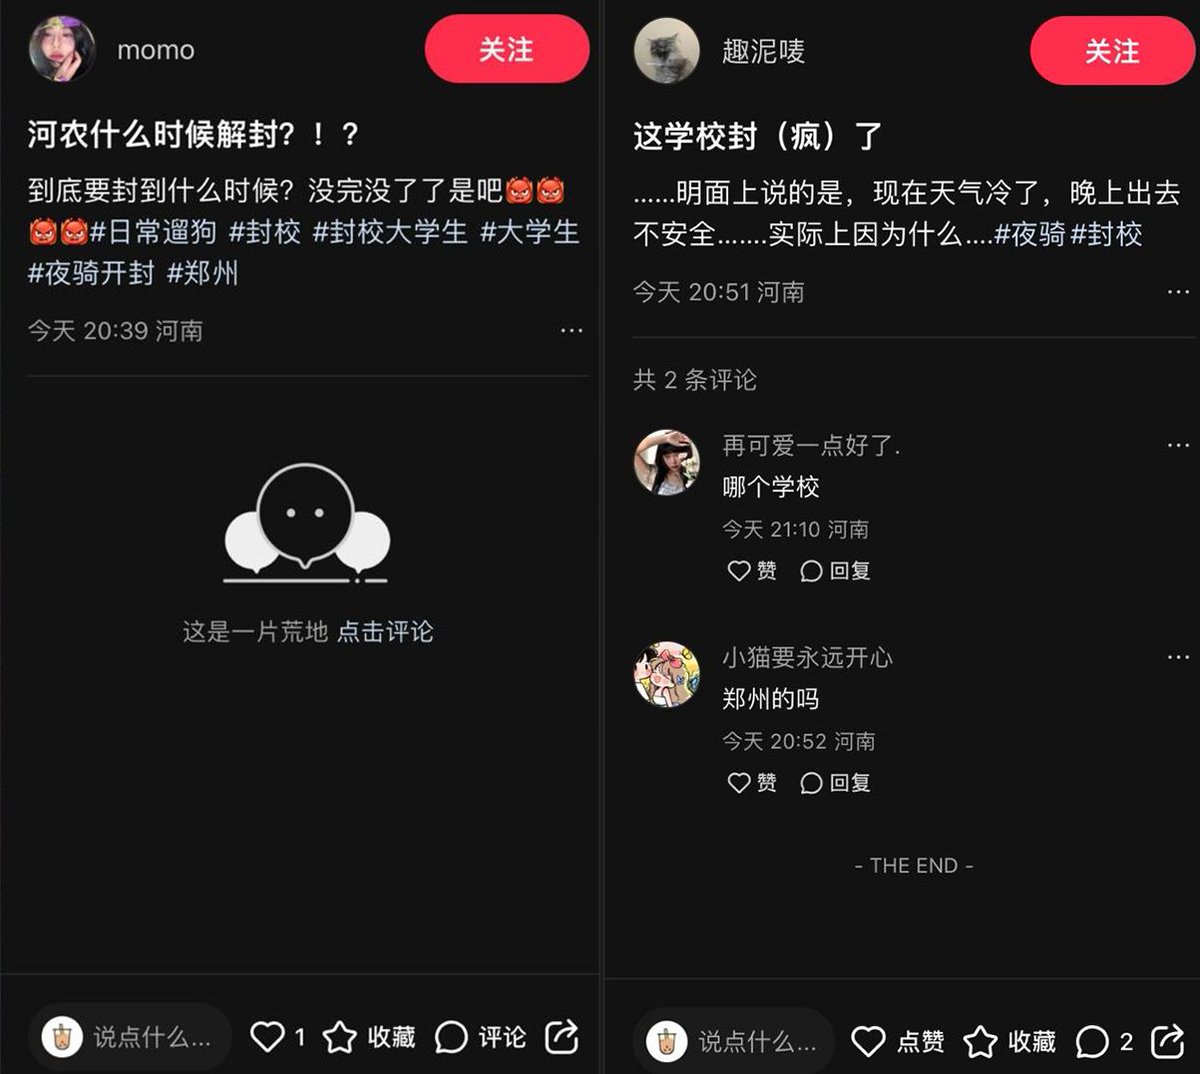 momo
关注
河农什么时候解封？！？
到底要封到什么时候？没完没了了是吧👹👹
👹👹#日常遛狗 #封校 #封校大学生 #大学生
#夜骑开封 #郑州
今天 20:39 河南
这是一片荒地 点击评论
说点什么...
1
收藏
评论
趣泥唛
关注
这学校封（疯）了
......明面上说的是，现在天气冷了，晚上出去
不安全.......实际上因为什么....#夜骑 #封校
今天 20:51 河南
共 2 条评论
再可爱一点好了.
哪个学校
今天 21:10 河南
赞 回复
小猫要永远开心
郑州的吗
今天 20:52 河南
赞 回复
- THE END -
说点什么...
点赞
收藏
2